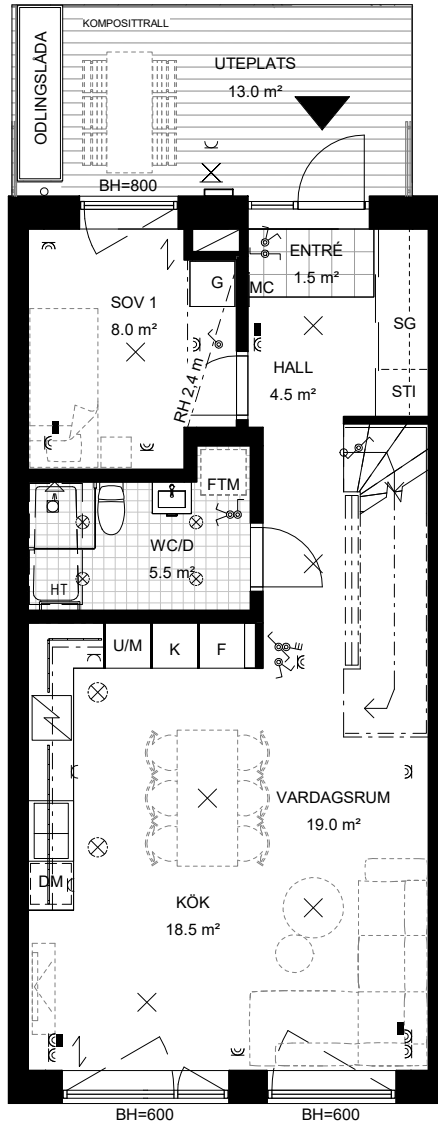 KOMPOSITTRALL
ODLINGSLÅDA
UTEPLATS
13.0 m²
BH=800
ENTRÉ
1.5 m²
MC
G
SOV 1
8.0 m²
SG
RH 2.4 m
HALL
4.5 m²
STI
FTM
WC/D
5.5 m²
HT
U/M
K
F
VARDAGSRUM
19.0 m²
DM
KÖK
18.5 m²
BH=600
BH=600